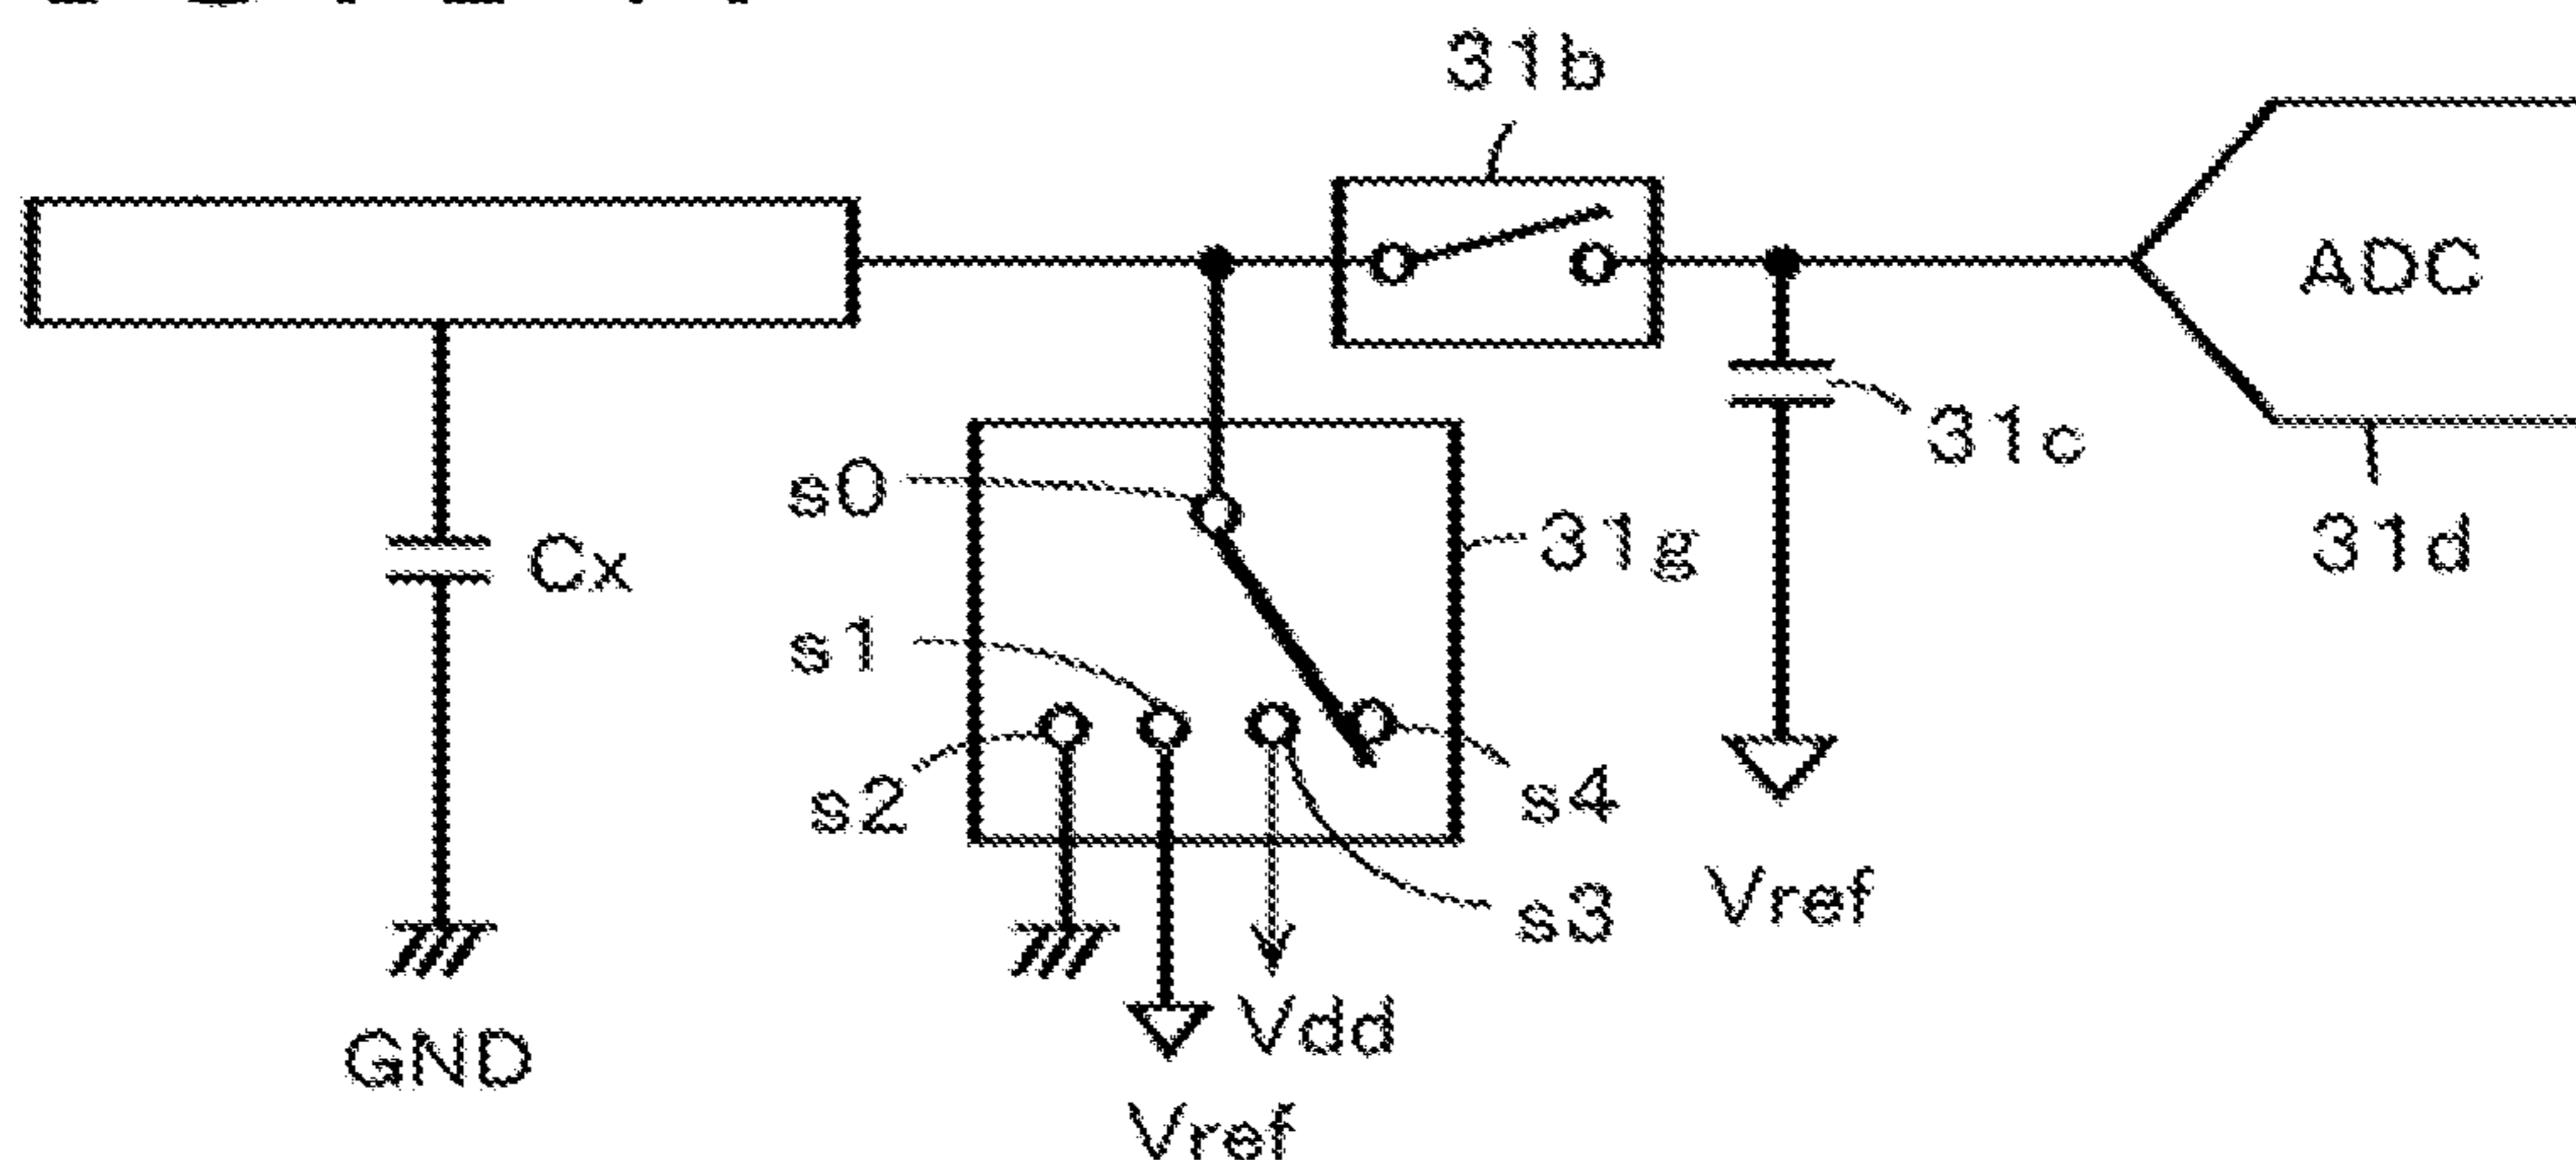 31b
ADC
31c
s0
31g
31d
Cx
s1
s2
s4
s3
Vref
Vdd
GND
Vref